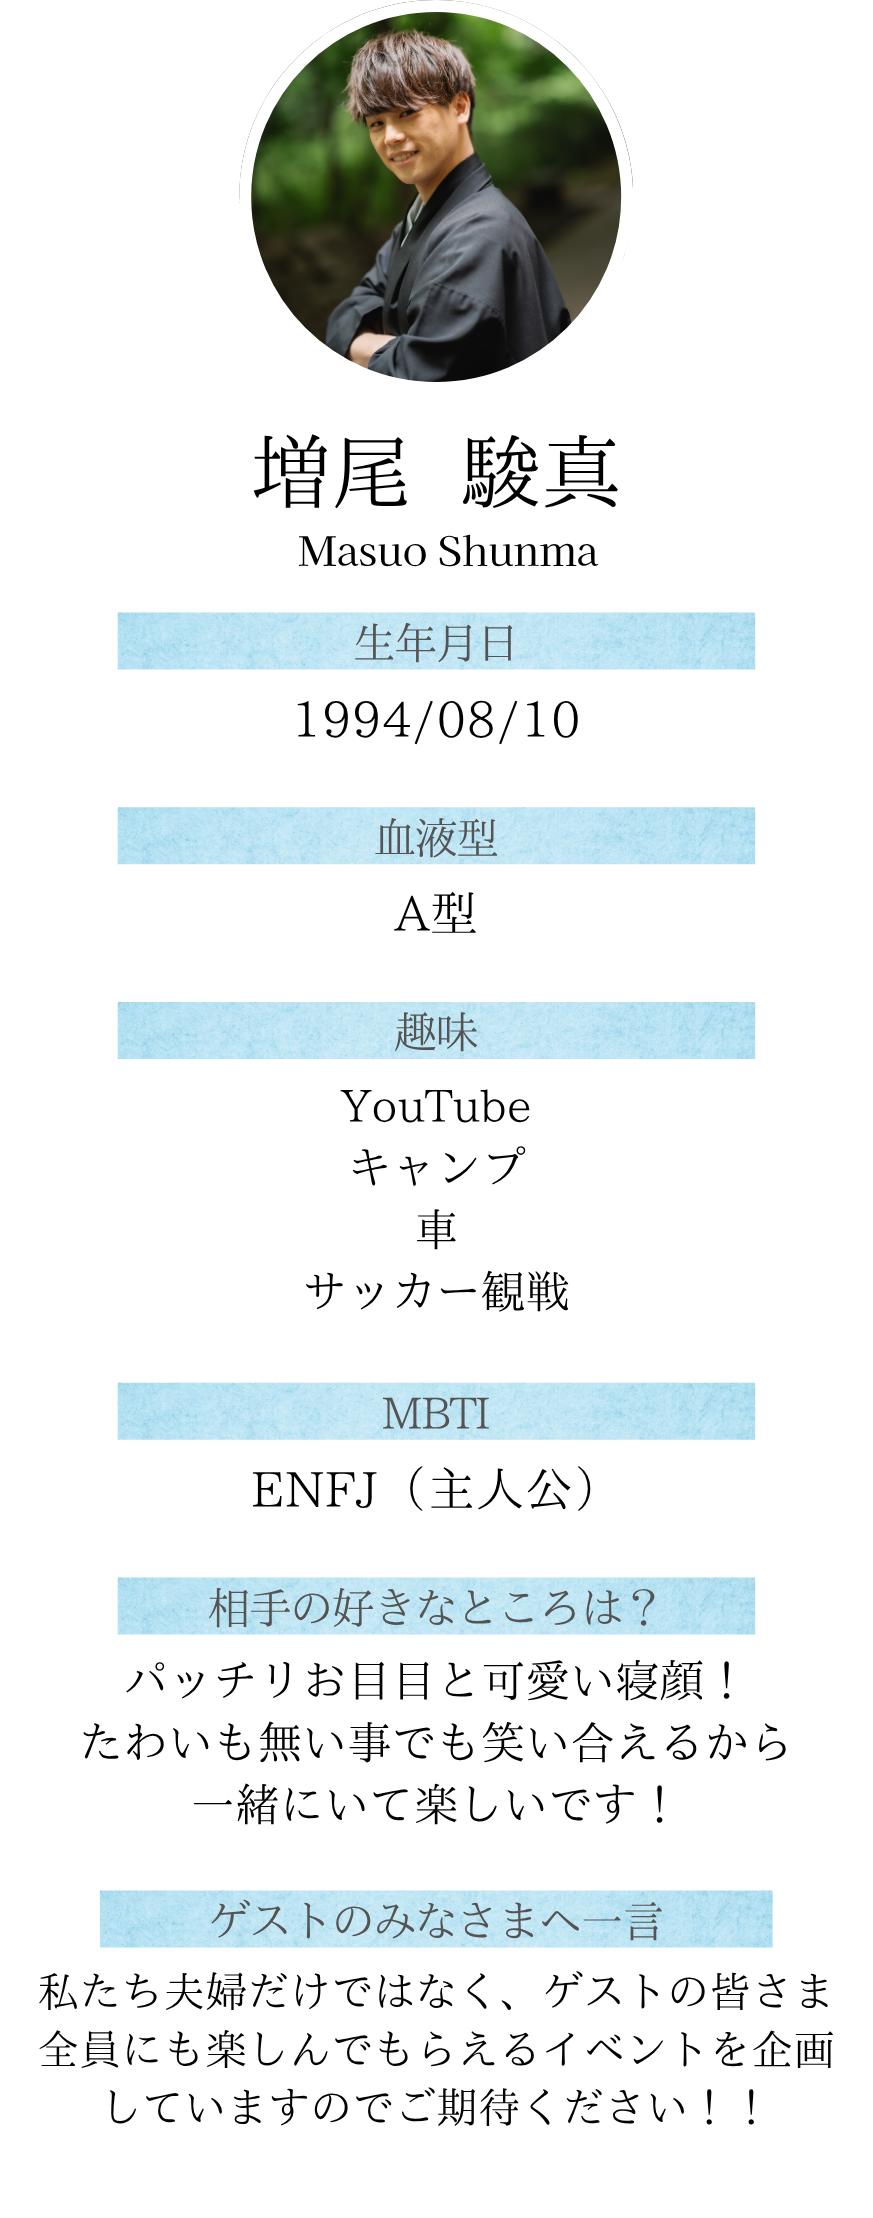 増尾 駿真
Masuo Shunma
生年月日
1994/08/10
血液型
A型
趣味
YouTube
キャンプ
車
サッカー観戦
MBTI
ENFJ（主人公）
相手の好きなところは？
パッチリお目目と可愛い寝顔！
たわいも無い事でも笑い合えるから
一緒にいて楽しいです！
ゲストのみなさまへ一言
私たち夫婦だけではなく、ゲストの皆さま
全員にも楽しんでもらえるイベントを企画
していますのでご期待ください！！